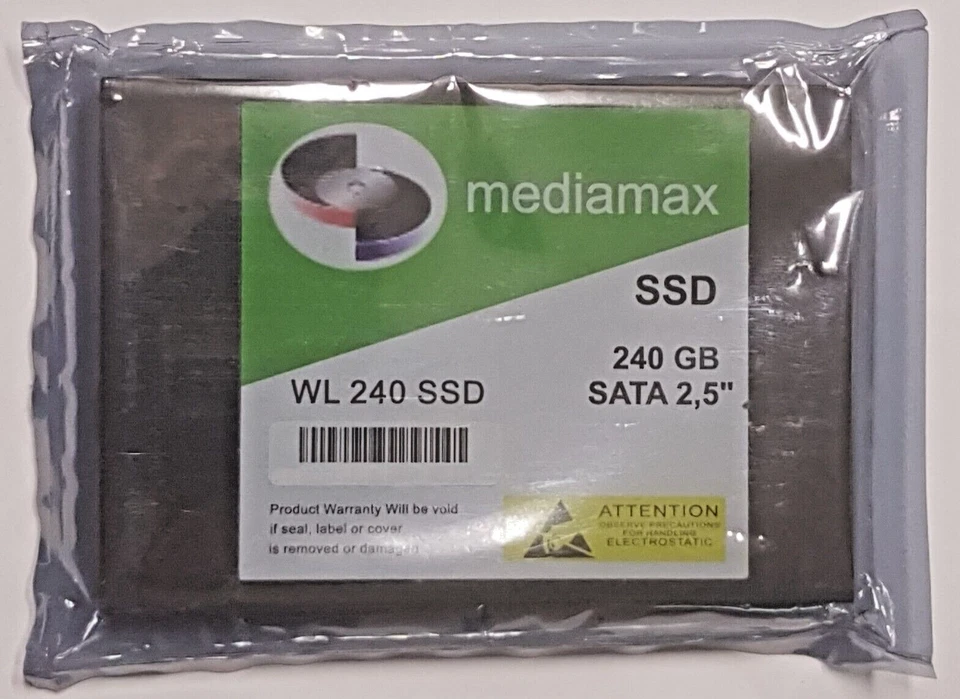 mediamax
SSD
240 GB
SATA 2,5"
WL 240 SSD
Product Warranty Will be void
if seal, label or cover
is removed or damaged
ATTENTION
OBSERVE PRECAUTIONS
FOR HANDLING
ELECTROSTATIC